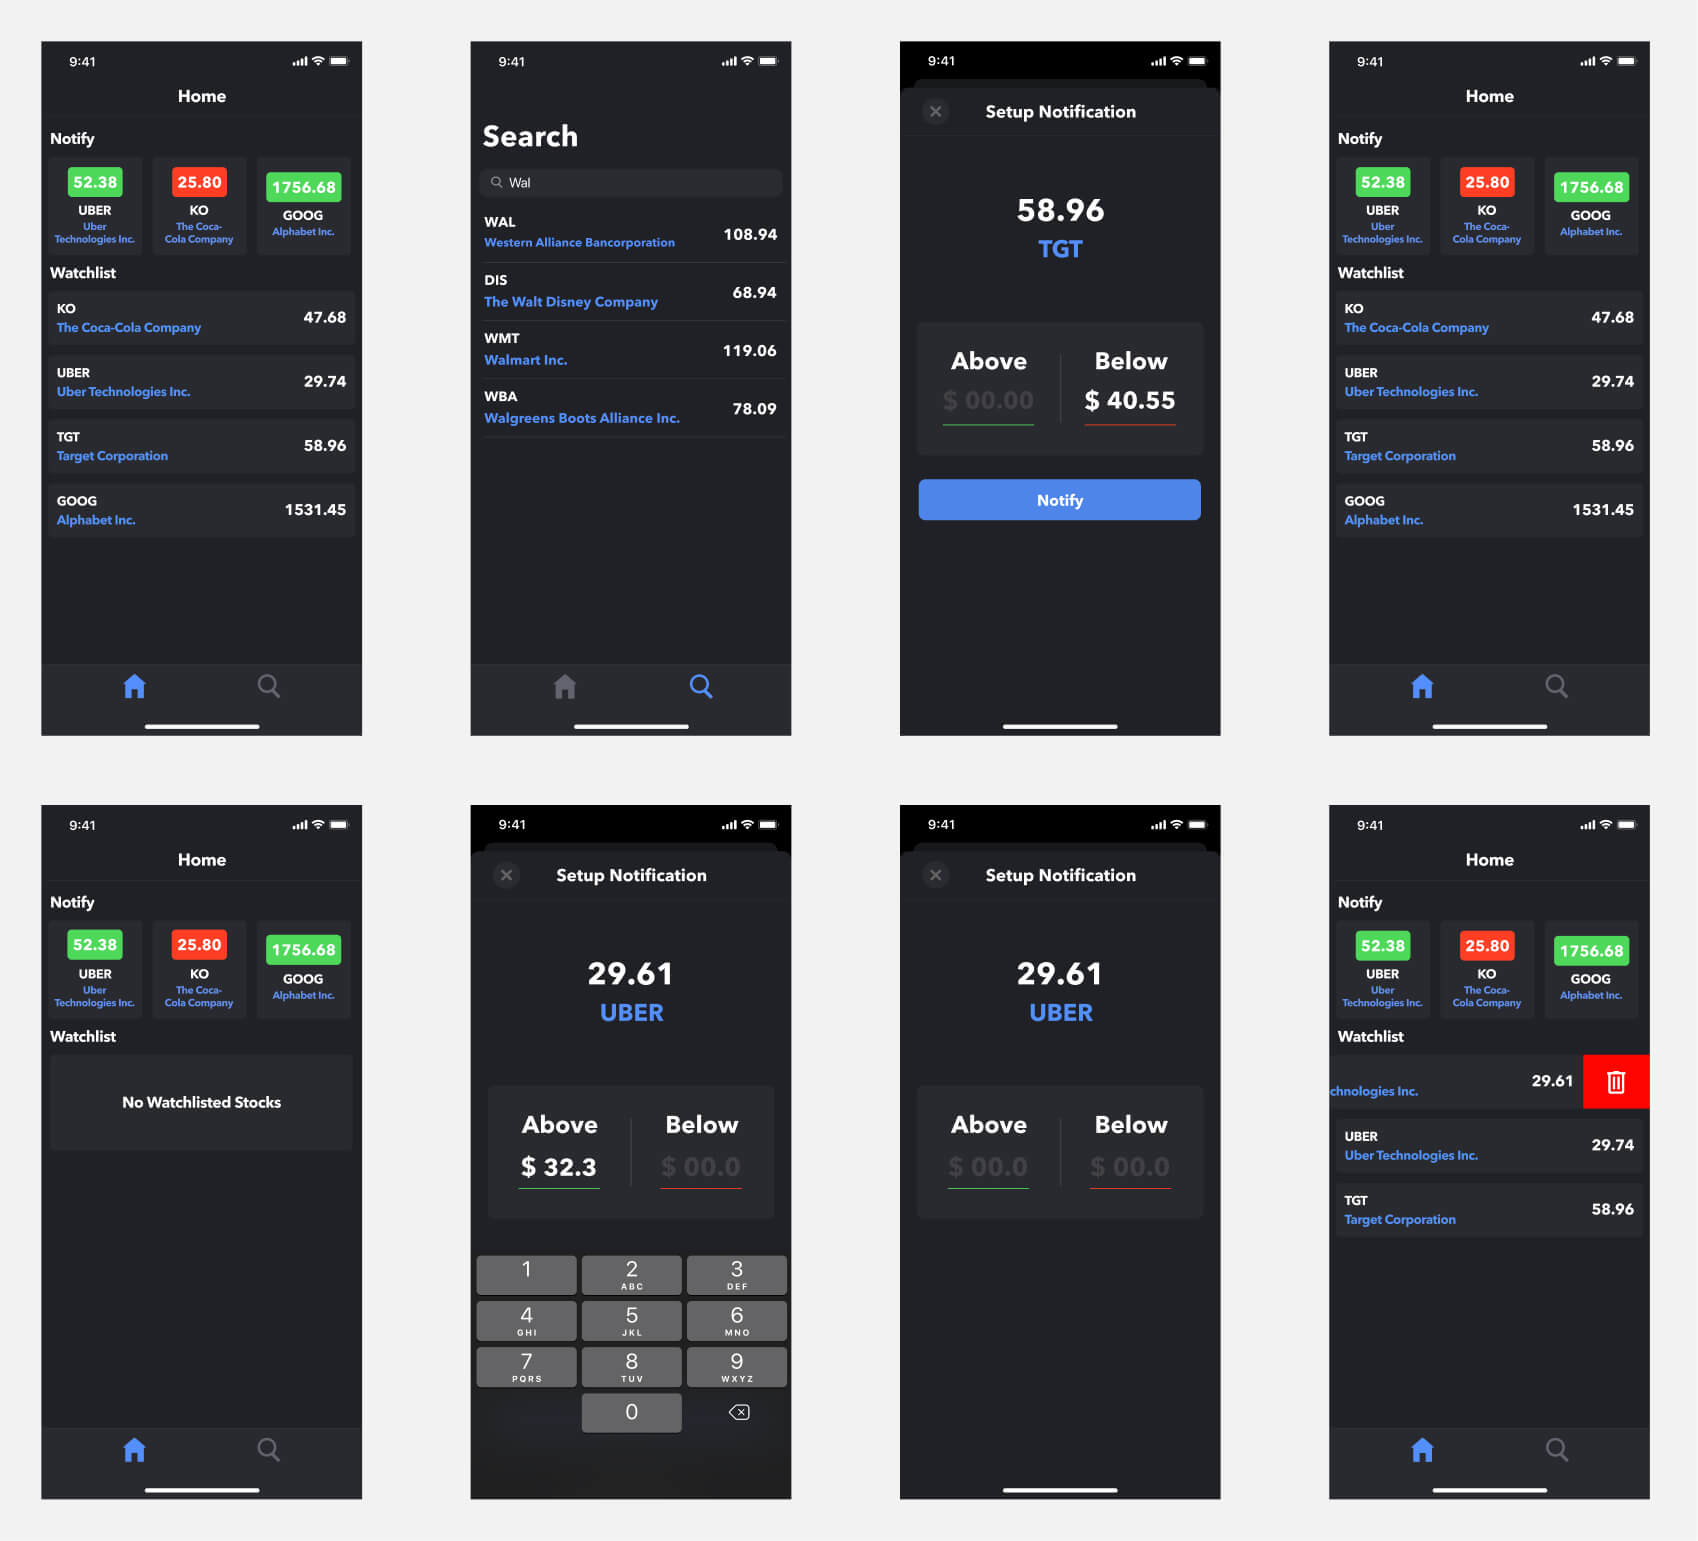 9:41
Home
Notify
52.38
UBER
Uber
Technologies Inc.
25.80
KO
The Coca-
Cola Company
1756.68
GOOG
Alphabet Inc.
Watchlist
KO
The Coca-Cola Company
47.68
UBER
Uber Technologies Inc.
29.74
TGT
Target Corporation
58.96
GOOG
Alphabet Inc.
1531.45
9:41
Search
Wal
WAL
Western Alliance Bancorporation
108.94
DIS
The Walt Disney Company
68.94
WMT
Walmart Inc.
119.06
WBA
Walgreens Boots Alliance Inc.
78.09
9:41
Setup Notification
58.96
TGT
Above
$ 00.00
Below
$ 40.55
Notify
9:41
Home
Notify
52.38
UBER
Uber
Technologies Inc.
25.80
KO
The Coca-
Cola Company
1756.68
GOOG
Alphabet Inc.
Watchlist
KO
The Coca-Cola Company
47.68
UBER
Uber Technologies Inc.
29.74
TGT
Target Corporation
58.96
GOOG
Alphabet Inc.
1531.45
9:41
Home
Notify
52.38
UBER
Uber
Technologies Inc.
25.80
KO
The Coca-
Cola Company
1756.68
GOOG
Alphabet Inc.
Watchlist
No Watchlisted Stocks
9:41
Setup Notification
29.61
UBER
Above
$ 32.3
Below
$ 00.0
1
2
ABC
3
DEF
4
GHI
5
JKL
6
MNO
7
PQRS
8
TUV
9
WXYZ
0
9:41
Setup Notification
29.61
UBER
Above
$ 00.0
Below
$ 00.0
9:41
Home
Notify
52.38
UBER
Uber
Technologies Inc.
25.80
KO
The Coca-
Cola Company
1756.68
GOOG
Alphabet Inc.
Watchlist
chnologies Inc.
29.61
UBER
Uber Technologies Inc.
29.74
TGT
Target Corporation
58.96